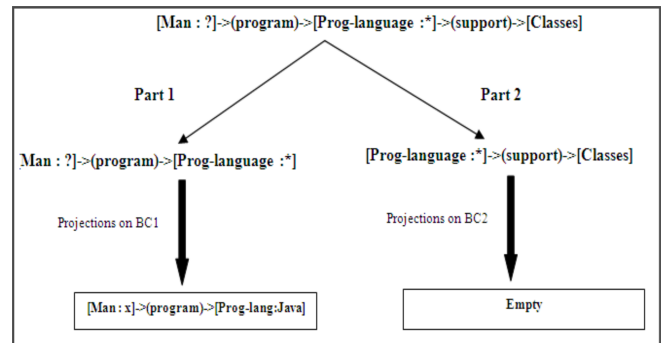 [Man : ?]->(program)->[Prog-language :*]->(support)->[Classes]
Part 1
Part 2
Man : ?]->(program)->[Prog-language :*]
[Prog-language :*]->(support)->[Classes]
Projections on BC1
Projections on BC2
[Man : x]->(program)->[Prog-lang:Java]
Empty